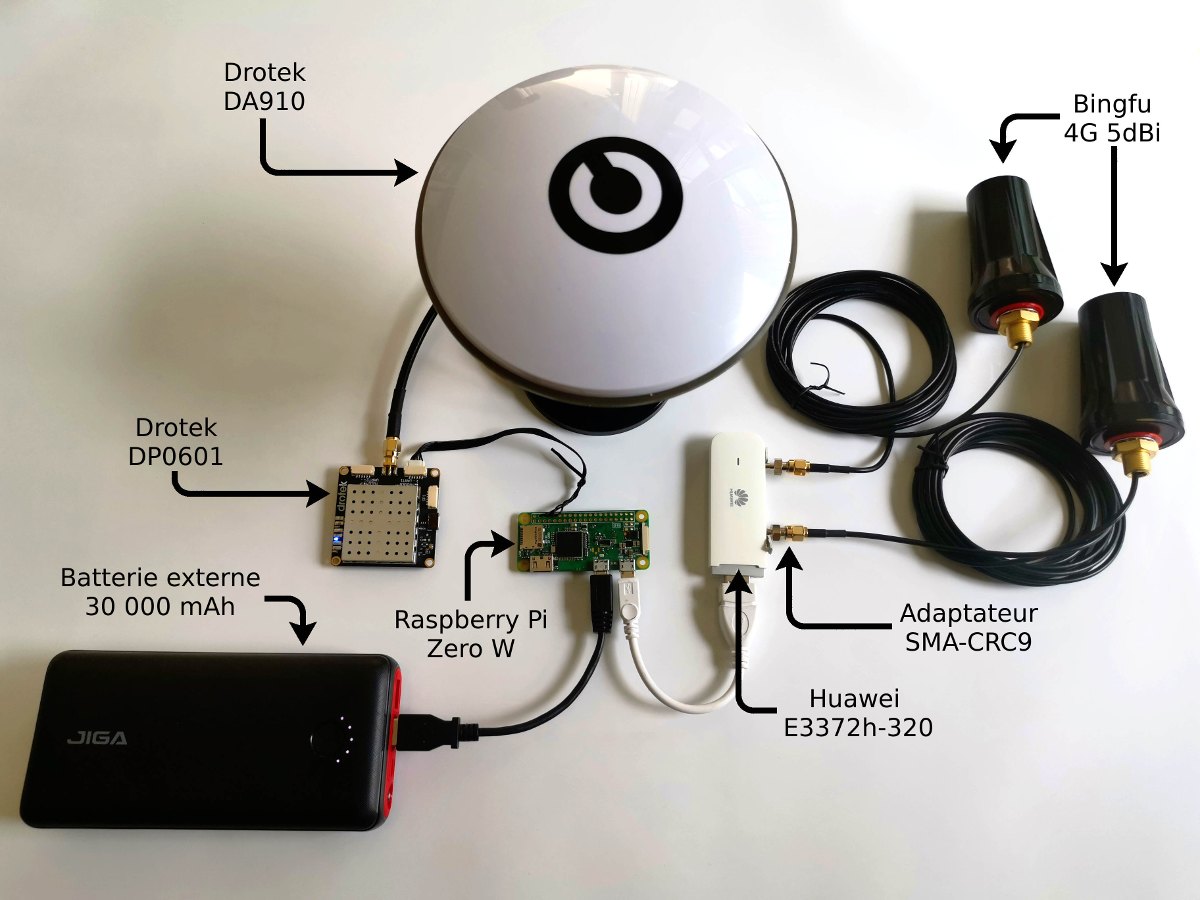 Drotek
DA910
Bingfu
4G 5dBi
Drotek
DP0601
drotek
HUAWEI
Batterie externe
30 000 mAh
Raspberry Pi
Zero W
Adaptateur
SMA-CRC9
Huawei
E3372h-320
JIGA